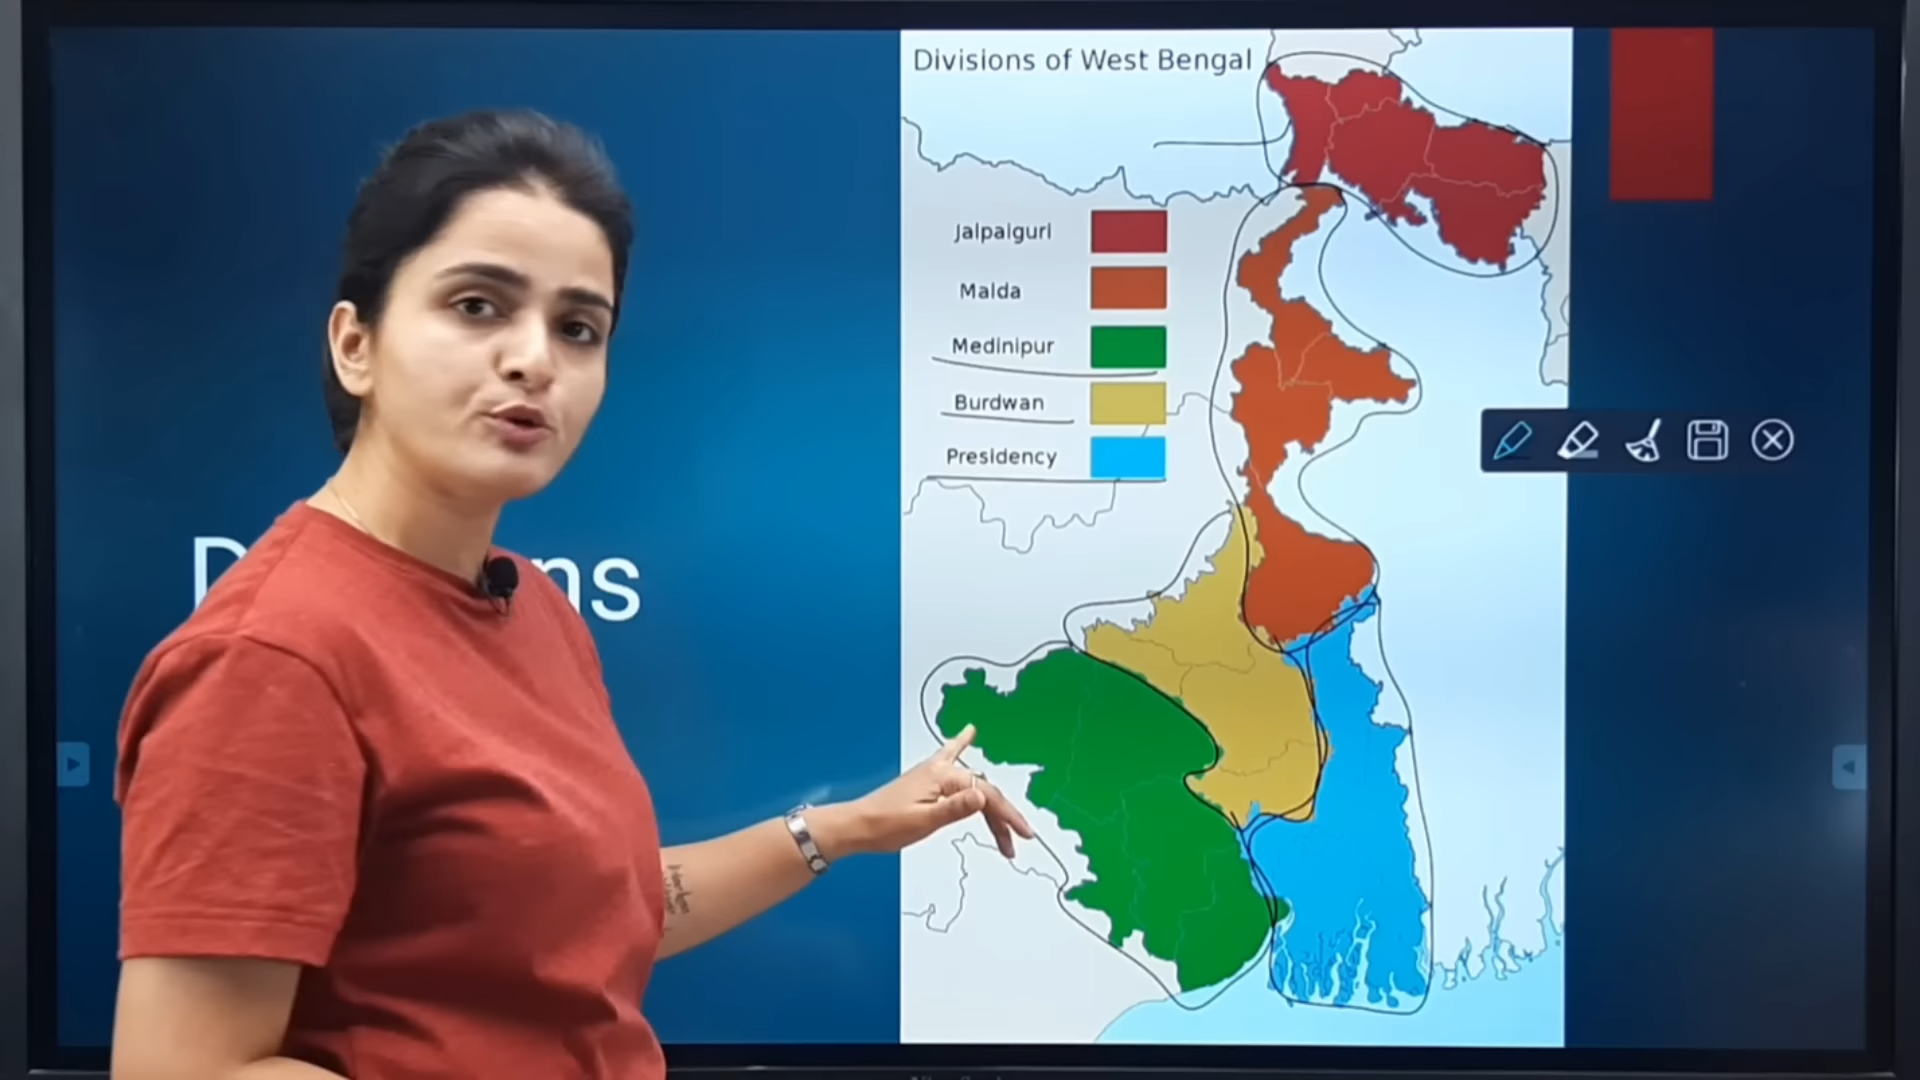 Divisions of West Bengal
Jalpaiguri
Malda
Medinipur
Burdwan
Presidency